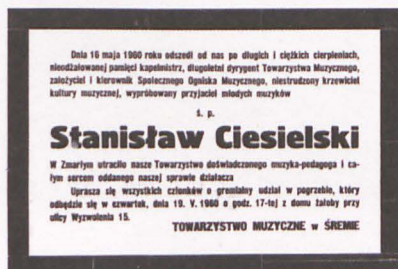 Dnia 16 maja 1960 roku odszedł od nas po długich i ciężkich cierpieniach,
nieodżałowanej pamięci kapelmistrz, długoletni dyrygent Towarzystwa Muzycznego,
założyciel i kierownik Społecznego Ogniska Muzycznego, niestrudzony krzewiciel
kultury muzycznej, wypróbowany przyjaciel młodych muzyków
ś. p.
Stanisław Ciesielski
W Zmarłym utraciło nasze Towarzystwo doświadczonego muzyka-pedagoga i ca-
łym sercem oddanego naszej sprawie działacza
Uprasza się wszystkich członków o gremialny udział w pogrzebie, który
odbędzie się w czwartek, dnia 19. V. 1960 o godz. 17-tej z domu żałoby przy
ulicy Wyzwolenia 15.
TOWARZYSTWO MUZYCZNE w ŚREMIE